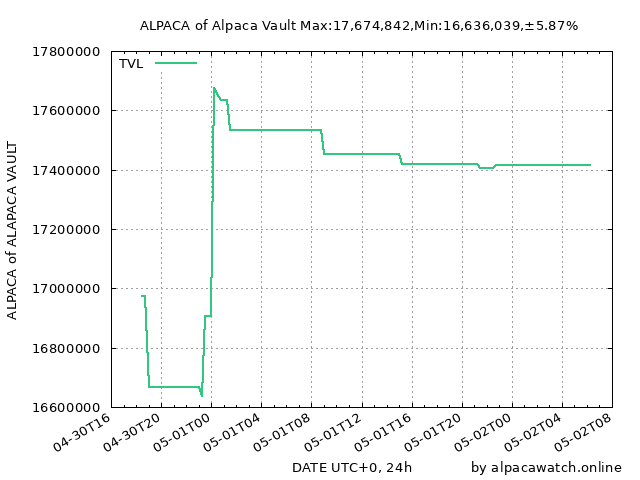 ALPACA of Alpaca Vault Max:17,674,842,Min:16,636,039,±5.87%
TVL
17800000
17600000
17400000
17200000
17000000
16800000
16600000
ALPACA of ALAPACA VAULT
04-30T16
04-30T20
05-01T00
05-01T04
05-01T08
05-01T12
05-01T16
05-01T20
05-02T00
05-02T04
05-02T08
DATE UTC+0, 24h
by alpacawatch.online